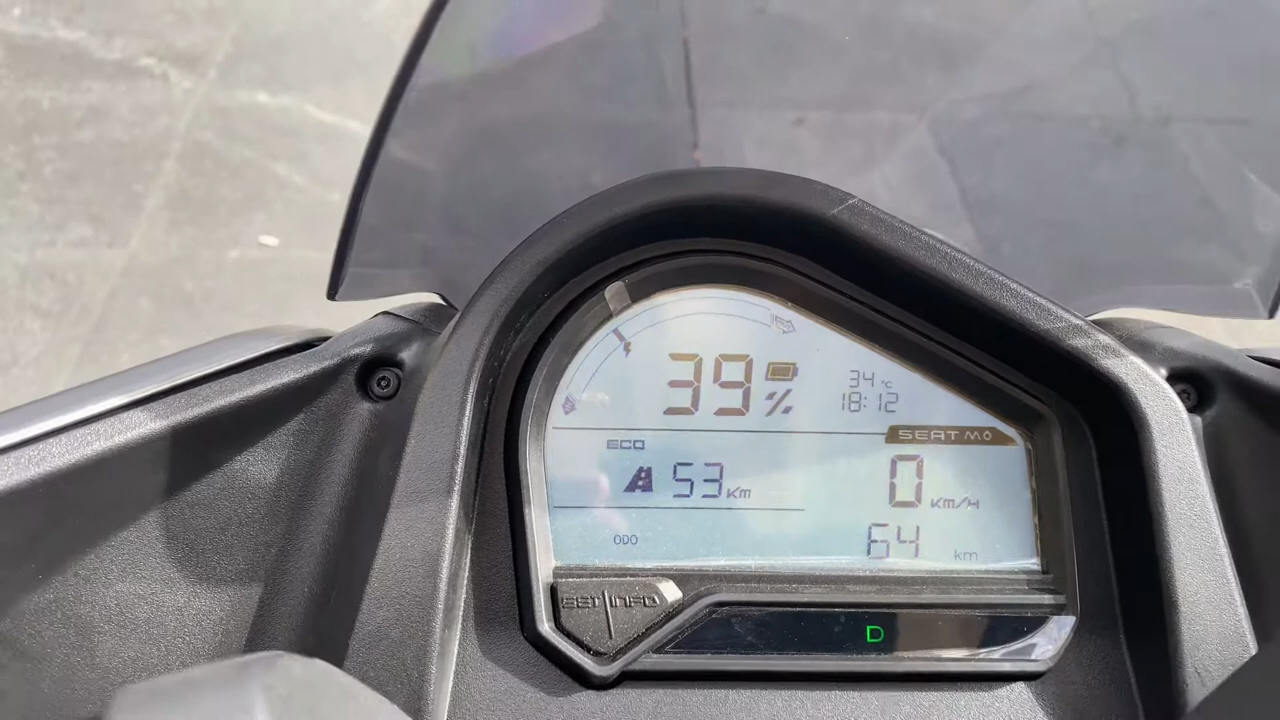 39 %
34 °C
18:12
SEAT MÓ
ECO
53 Km
0 Km/H
ODO 64 km
SET INFO
D